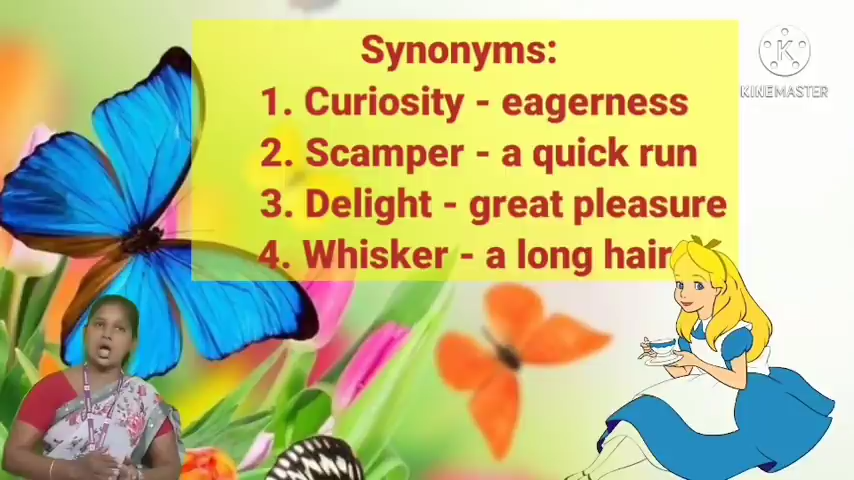 Synonyms:
1. Curiosity - eagerness
2. Scamper - a quick run
3. Delight - great pleasure
4. Whisker - a long hair
K
KINEMASTER